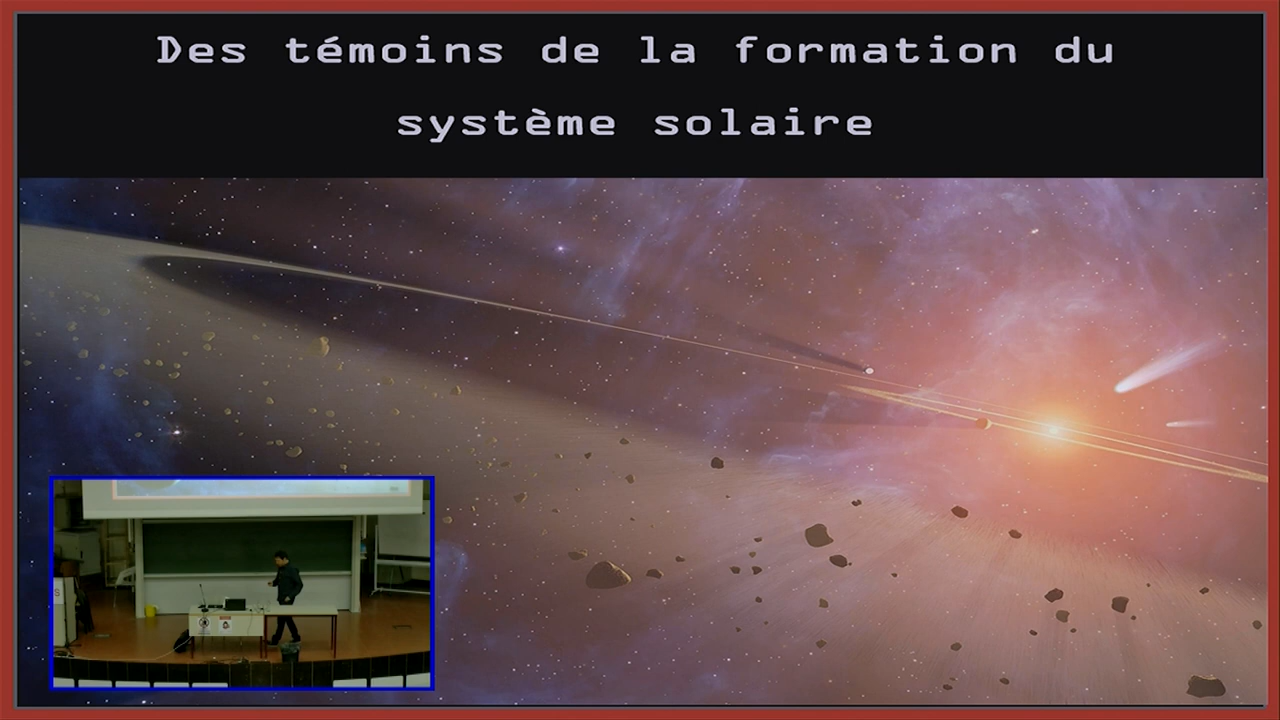 Des témoins de la formation du
système solaire